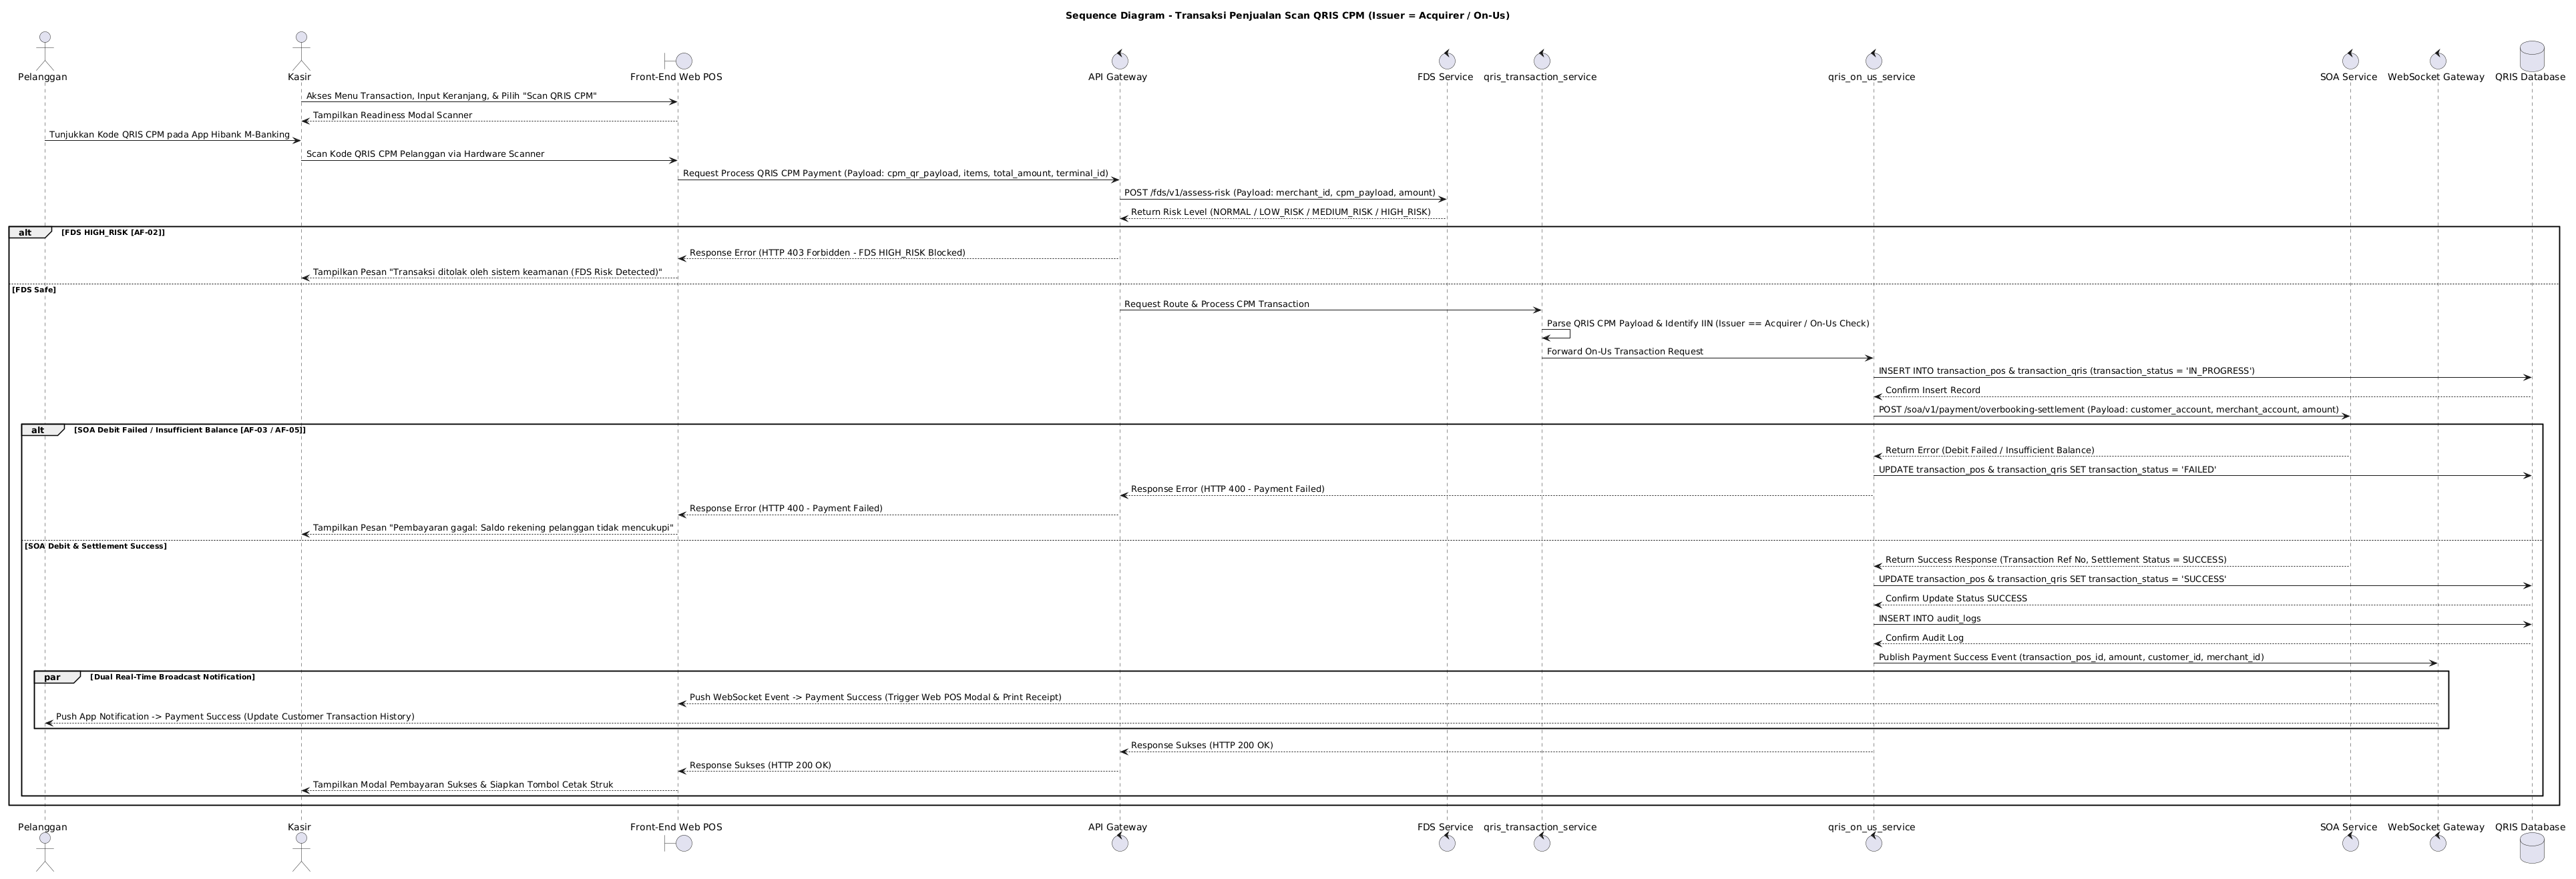 Sequence Diagram - Transaksi Penjualan Scan QRIS CPM (Issuer = Acquirer / On-Us)
Pelanggan
Kasir
Front-End Web POS
API Gateway
FDS Service
qris_transaction_service
qris_on_us_service
SOA Service
WebSocket Gateway
QRIS Database
Akses Menu Transaction, Input Keranjang, & Pilih "Scan QRIS CPM"
Tampilkan Readiness Modal Scanner
Tunjukkan Kode QRIS CPM pada App Hibank M-Banking
Scan Kode QRIS CPM Pelanggan via Hardware Scanner
Request Process QRIS CPM Payment (Payload: cpm_qr_payload, items, total_amount, terminal_id)
POST /fds/v1/assess-risk (Payload: merchant_id, cpm_payload, amount)
Return Risk Level (NORMAL / LOW_RISK / MEDIUM_RISK / HIGH_RISK)
alt [FDS HIGH_RISK [AF-02]]
Response Error (HTTP 403 Forbidden - FDS HIGH_RISK Blocked)
Tampilkan Pesan "Transaksi ditolak oleh sistem keamanan (FDS Risk Detected)"
[FDS Safe]
Request Route & Process CPM Transaction
Parse QRIS CPM Payload & Identify IIN (Issuer == Acquirer / On-Us Check)
Forward On-Us Transaction Request
INSERT INTO transaction_pos & transaction_qris (transaction_status = 'IN_PROGRESS')
Confirm Insert Record
POST /soa/v1/payment/overbooking-settlement (Payload: customer_account, merchant_account, amount)
alt [SOA Debit Failed / Insufficient Balance [AF-03 / AF-05]]
Return Error (Debit Failed / Insufficient Balance)
UPDATE transaction_pos & transaction_qris SET transaction_status = 'FAILED'
Response Error (HTTP 400 - Payment Failed)
Response Error (HTTP 400 - Payment Failed)
Tampilkan Pesan "Pembayaran gagal: Saldo rekening pelanggan tidak mencukupi"
[SOA Debit & Settlement Success]
Return Success Response (Transaction Ref No, Settlement Status = SUCCESS)
UPDATE transaction_pos & transaction_qris SET transaction_status = 'SUCCESS'
Confirm Update Status SUCCESS
INSERT INTO audit_logs
Confirm Audit Log
Publish Payment Success Event (transaction_pos_id, amount, customer_id, merchant_id)
par [Dual Real-Time Broadcast Notification]
Push WebSocket Event -> Payment Success (Trigger Web POS Modal & Print Receipt)
Push App Notification -> Payment Success (Update Customer Transaction History)
Response Sukses (HTTP 200 OK)
Response Sukses (HTTP 200 OK)
Tampilkan Modal Pembayaran Sukses & Siapkan Tombol Cetak Struk
Pelanggan
Kasir
Front-End Web POS
API Gateway
FDS Service
qris_transaction_service
qris_on_us_service
SOA Service
WebSocket Gateway
QRIS Database